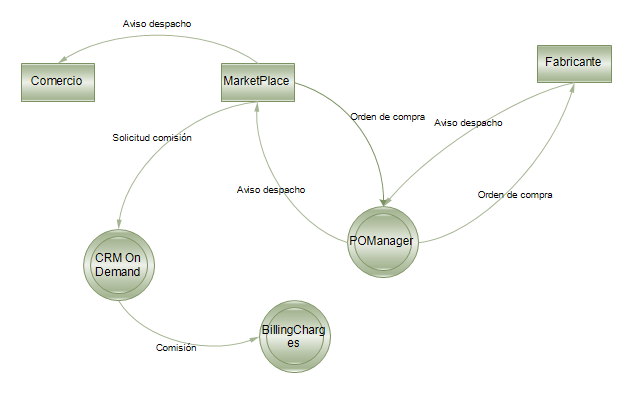 Aviso despacho
Comercio
MarketPlace
Fabricante
Orden de compra
Aviso despacho
Solicitud comisión
Aviso despacho
Orden de compra
POManager
CRM On
Demand
BillingCharg
es
Comisión